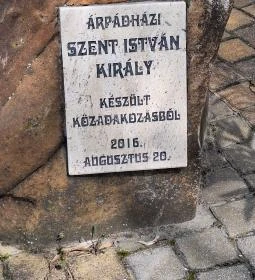 ÁRPÁDHÁZI
SZENT ISTVÁN
KIRÁLY
KÉSZÜLT
KÖZADAKOZÁSBÓL
2016.
AUGUSZTUS 20.